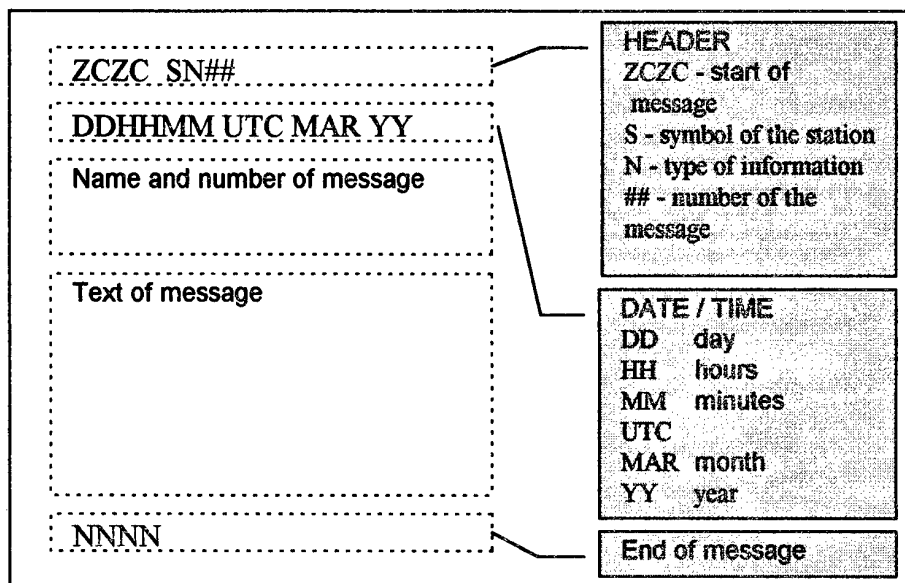 ZCZC SN##
DDHHMM UTC MAR YY
Name and number of message
Text of message
NNNN
HEADER
ZCZC - start of
message
S - symbol of the station
N - type of information
## - number of the
message
DATE / TIME
DD day
HH hours
MM minutes
UTC
MAR month
YY year
End of message